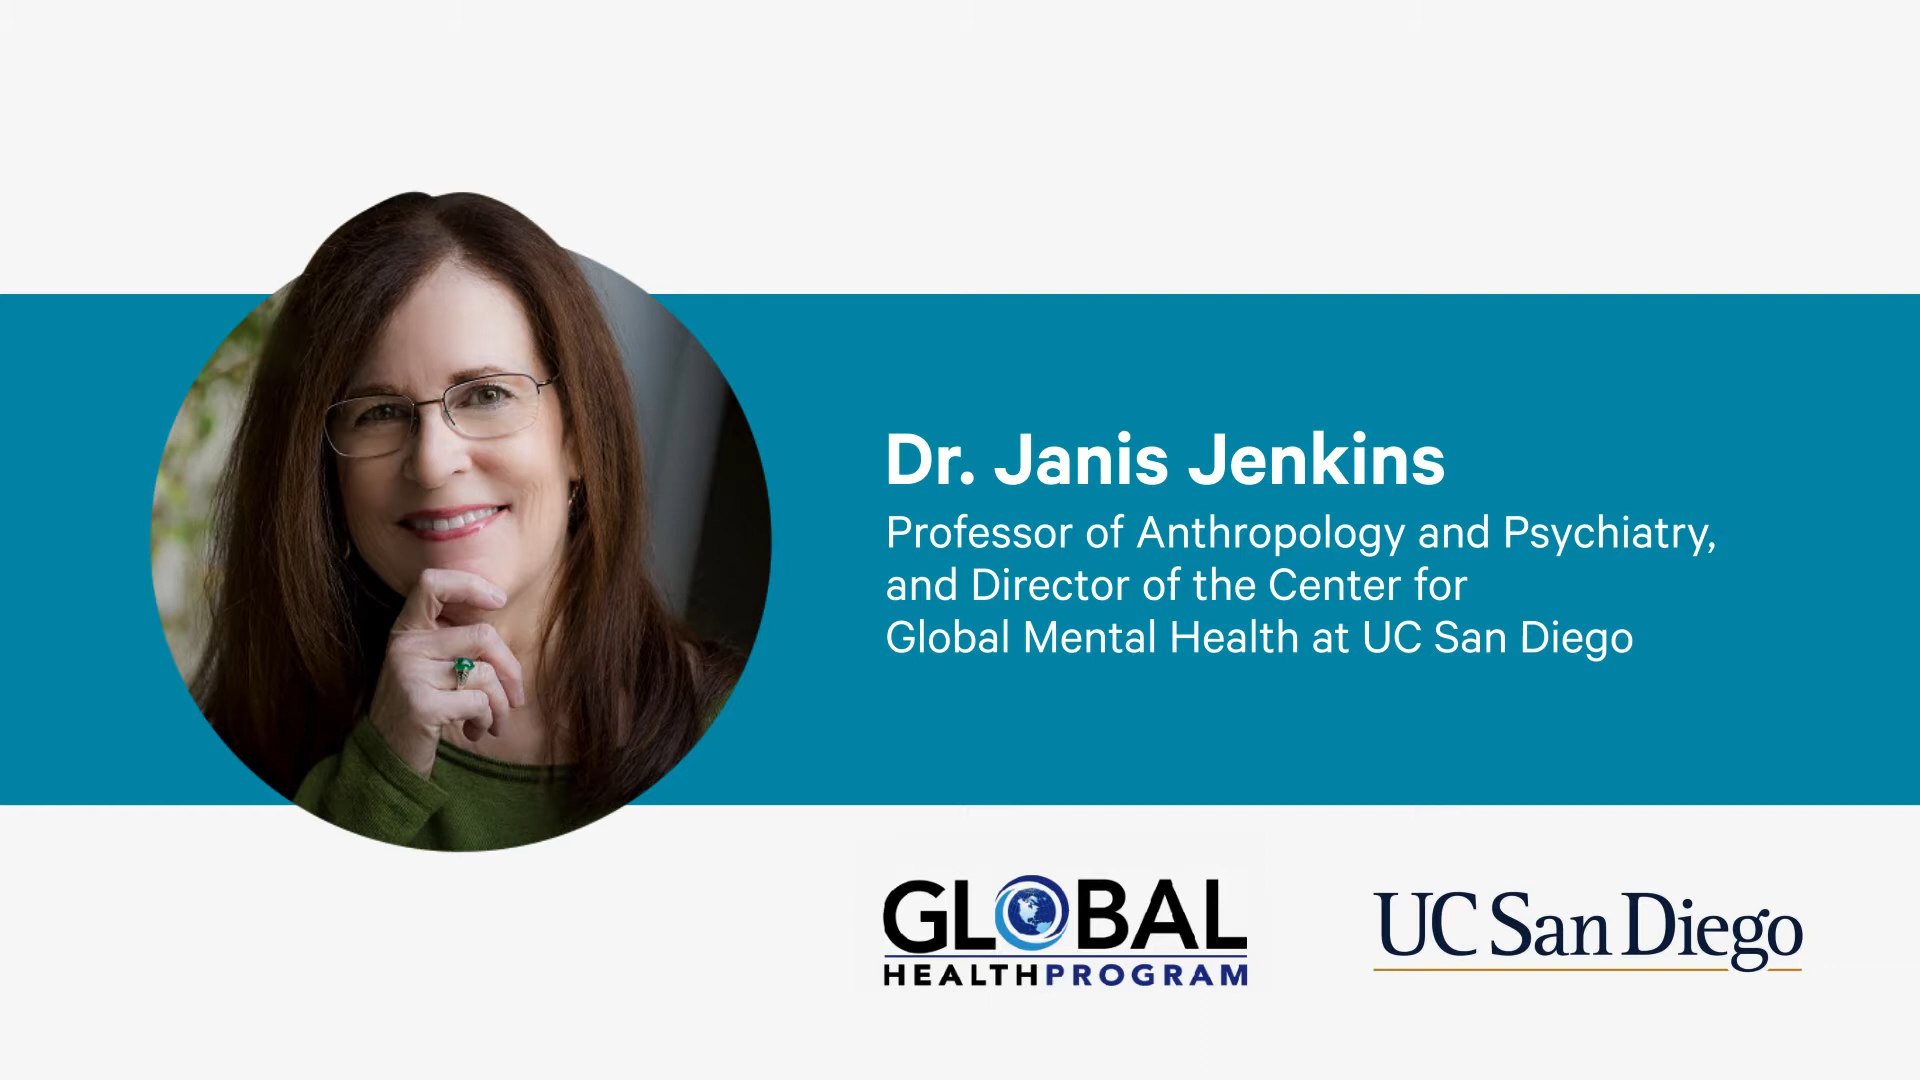 Dr. Janis Jenkins
Professor of Anthropology and Psychiatry,
and Director of the Center for
Global Mental Health at UC San Diego
GLOBAL
HEALTHPROGRAM
UC San Diego